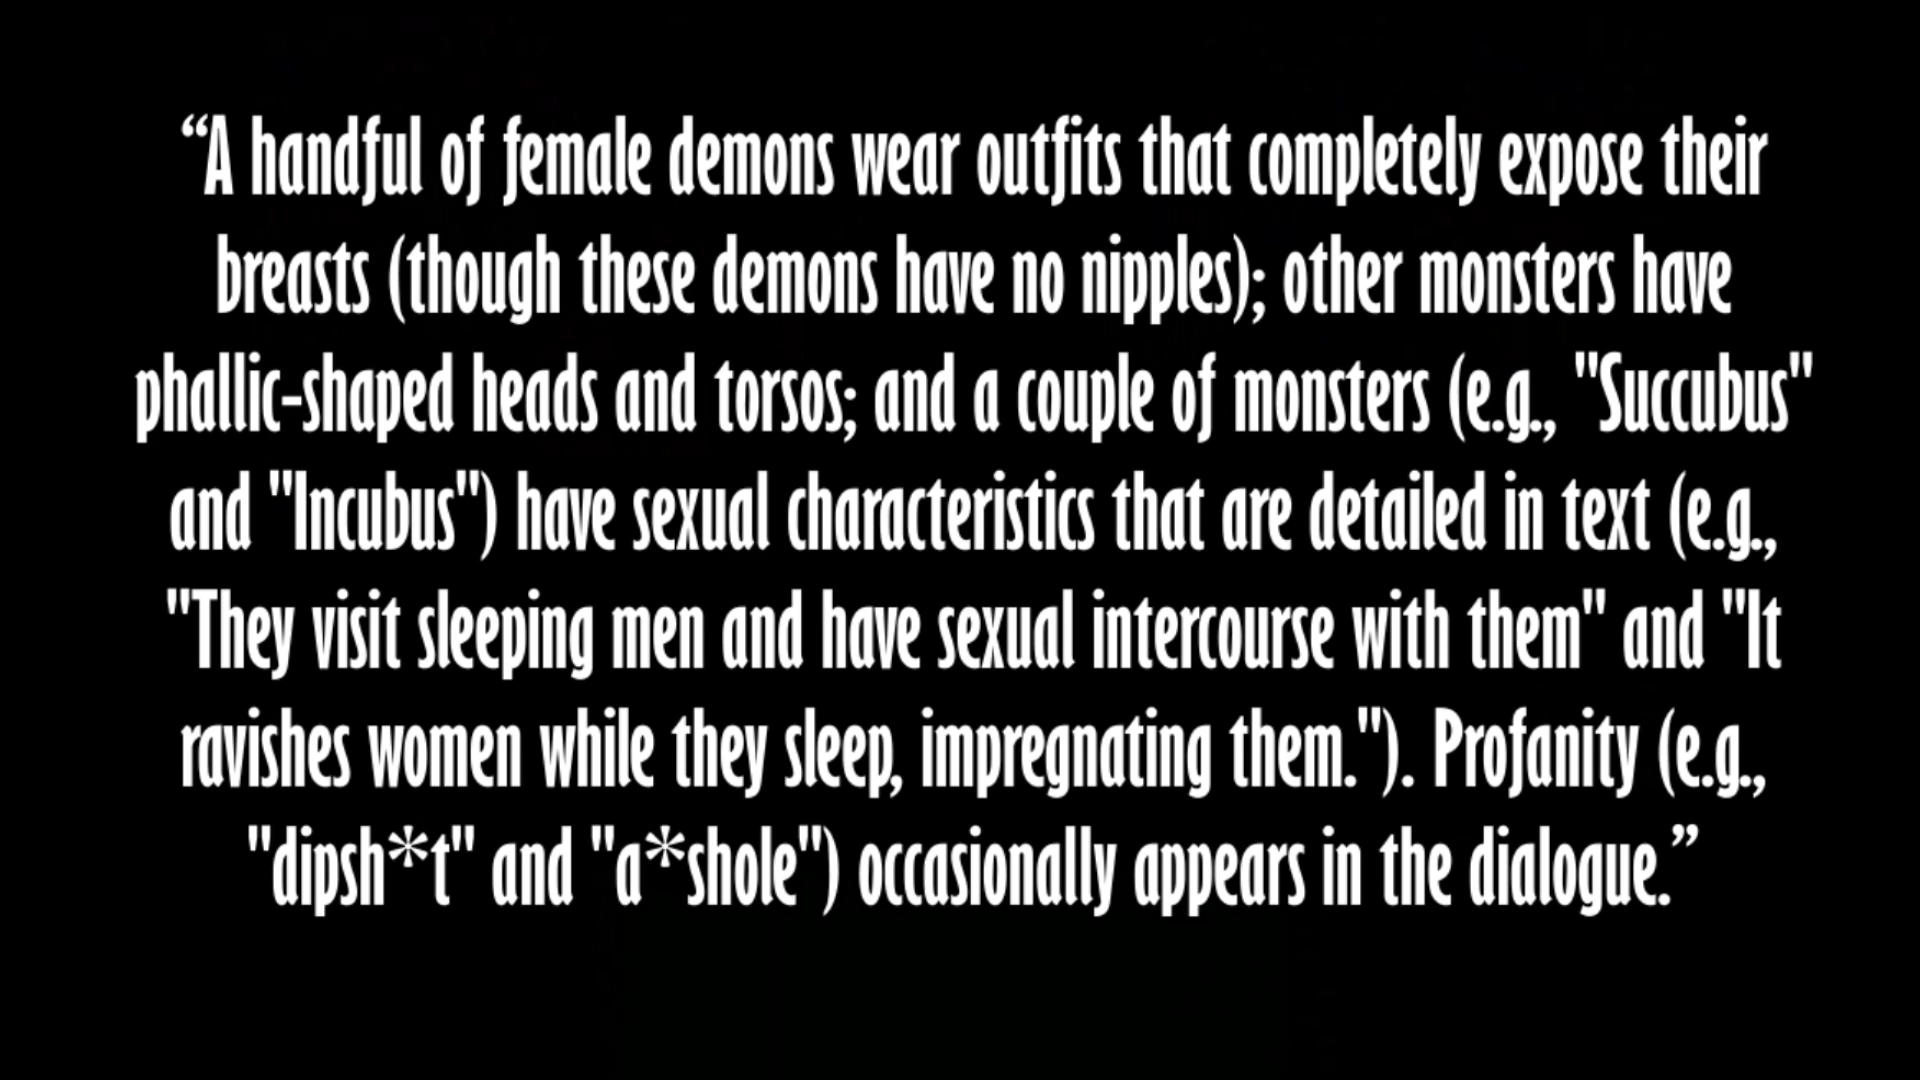 “A handful of female demons wear outfits that completely expose their
breasts (though these demons have no nipples); other monsters have
phallic-shaped heads and torsos; and a couple of monsters (e.g., "Succubus"
and "Incubus") have sexual characteristics that are detailed in text (e.g.,
"They visit sleeping men and have sexual intercourse with them" and "It
ravishes women while they sleep, impregnating them."). Profanity (e.g.,
"dipsh*t" and "a*shole") occasionally appears in the dialogue.”